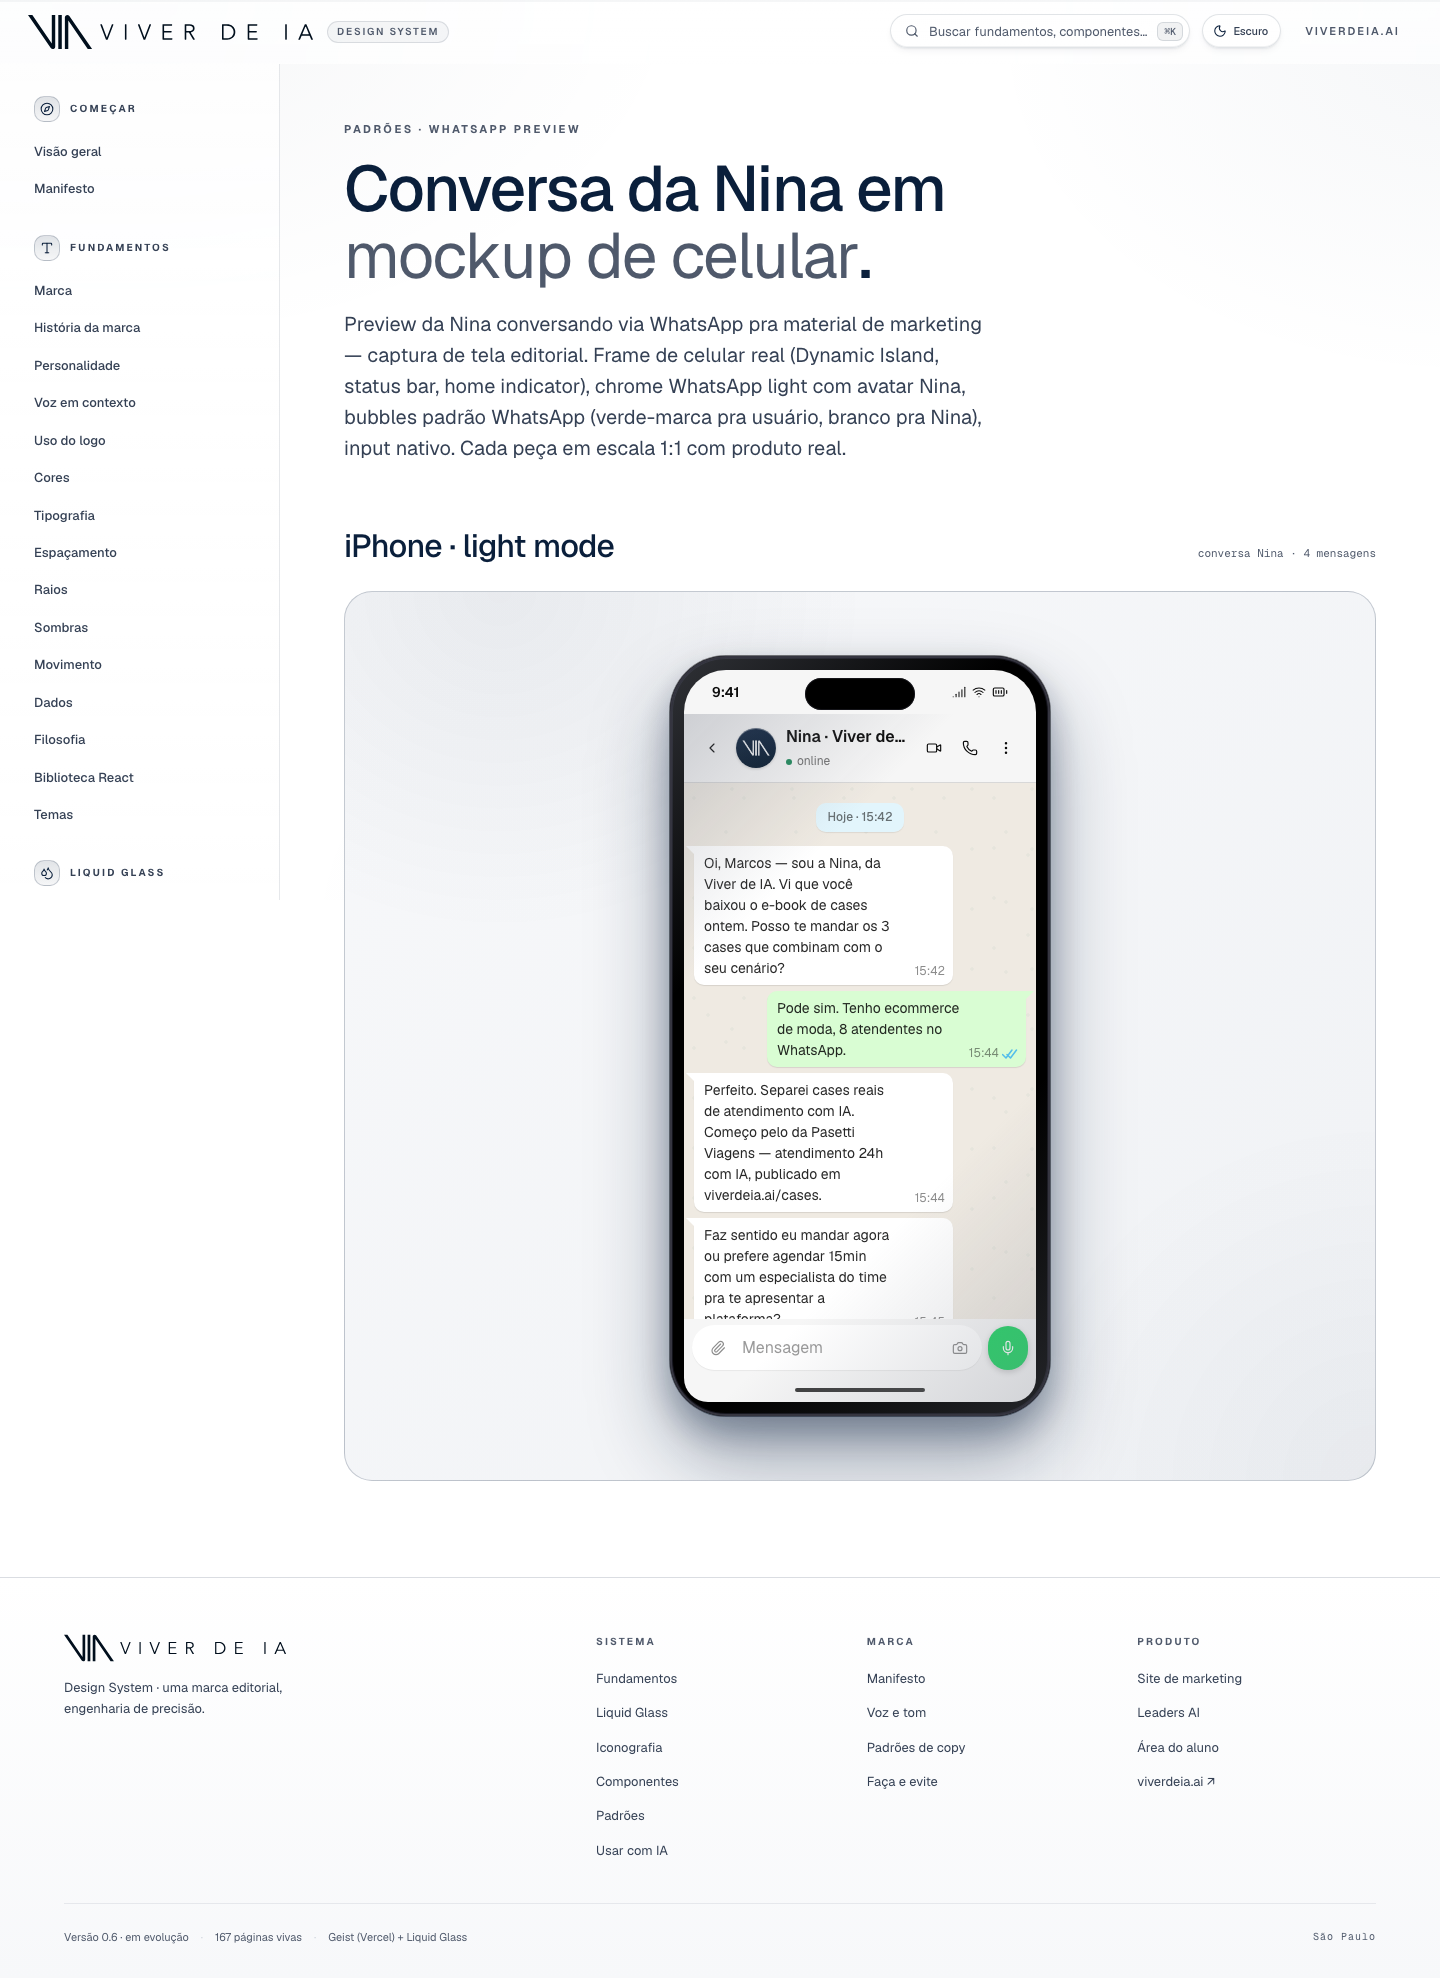 VIVER DE IA
DESIGN SYSTEM
Buscar fundamentos, componentes...
⌘K
Escuro
VIVERDEIA.AI
COMEÇAR
Visão geral
Manifesto
FUNDAMENTOS
Marca
História da marca
Personalidade
Voz em contexto
Uso do logo
Cores
Tipografia
Espaçamento
Raios
Sombras
Movimento
Dados
Filosofia
Biblioteca React
Temas
LIQUID GLASS
PADRÕES · WHATSAPP PREVIEW
Conversa da Nina em
mockup de celular.
Preview da Nina conversando via WhatsApp pra material de marketing
— captura de tela editorial. Frame de celular real (Dynamic Island,
status bar, home indicator), chrome WhatsApp light com avatar Nina,
bubbles padrão WhatsApp (verde-marca pra usuário, branco pra Nina),
input nativo. Cada peça em escala 1:1 com produto real.
iPhone · light mode
conversa Nina · 4 mensagens
9:41
Nina · Viver de...
online
Hoje · 15:42
Oi, Marcos — sou a Nina, da
Viver de IA. Vi que você
baixou o e-book de cases
ontem. Posso te mandar os 3
cases que combinam com o
seu cenário?
15:42
Pode sim. Tenho ecommerce
de moda, 8 atendentes no
WhatsApp.
15:44
Perfeito. Separei cases reais
de atendimento com IA.
Começo pelo da Pasetti
Viagens — atendimento 24h
com IA, publicado em
viverdeia.ai/cases.
15:44
Faz sentido eu mandar agora
ou prefere agendar 15min
com um especialista do time
pra te apresentar a
plataforma?
Mensagem
VIVER DE IA
Design System · uma marca editorial,
engenharia de precisão.
SISTEMA
Fundamentos
Liquid Glass
Iconografia
Componentes
Padrões
Usar com IA
MARCA
Manifesto
Voz e tom
Padrões de copy
Faça e evite
PRODUTO
Site de marketing
Leaders AI
Área do aluno
viverdeia.ai ↗
Versão 0.6 · em evolução · 167 páginas vivas · Geist (Vercel) + Liquid Glass
São Paulo